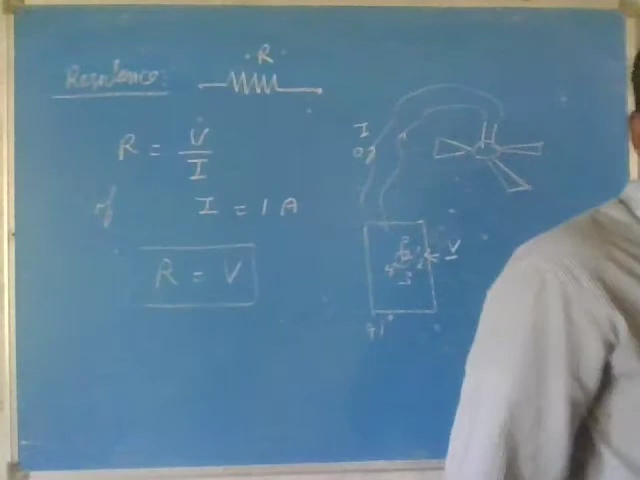 Resistance:
R
R = V/I
if I = 1 A
R = V
I
V